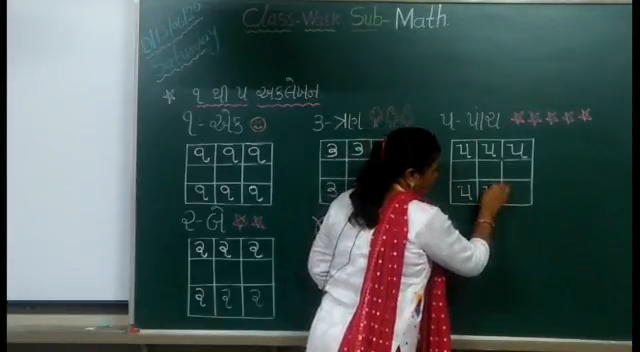 Class-Work Sub-Math.
Saturday
૧ થી ૫ અંકલેખન
૧-એક
૧ ૧ ૧
૧ ૧ ૧
૨-બે
૨ ૨ ૨
૨ ૨ ૨
૩-ત્રણ
૩ ૩
૩
૫-પાંચ
૫ ૫ ૫
૫